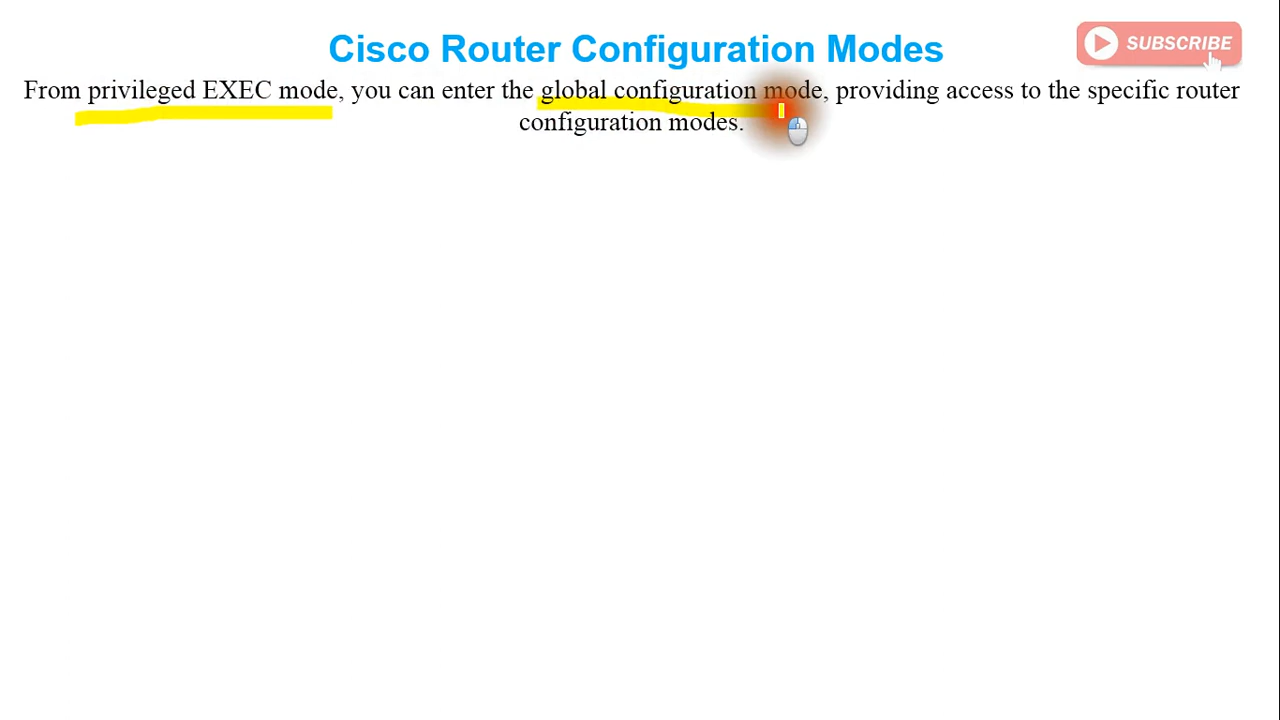 Cisco Router Configuration Modes
SUBSCRIBE
From privileged EXEC mode, you can enter the global configuration mode, providing access to the specific router
configuration modes.